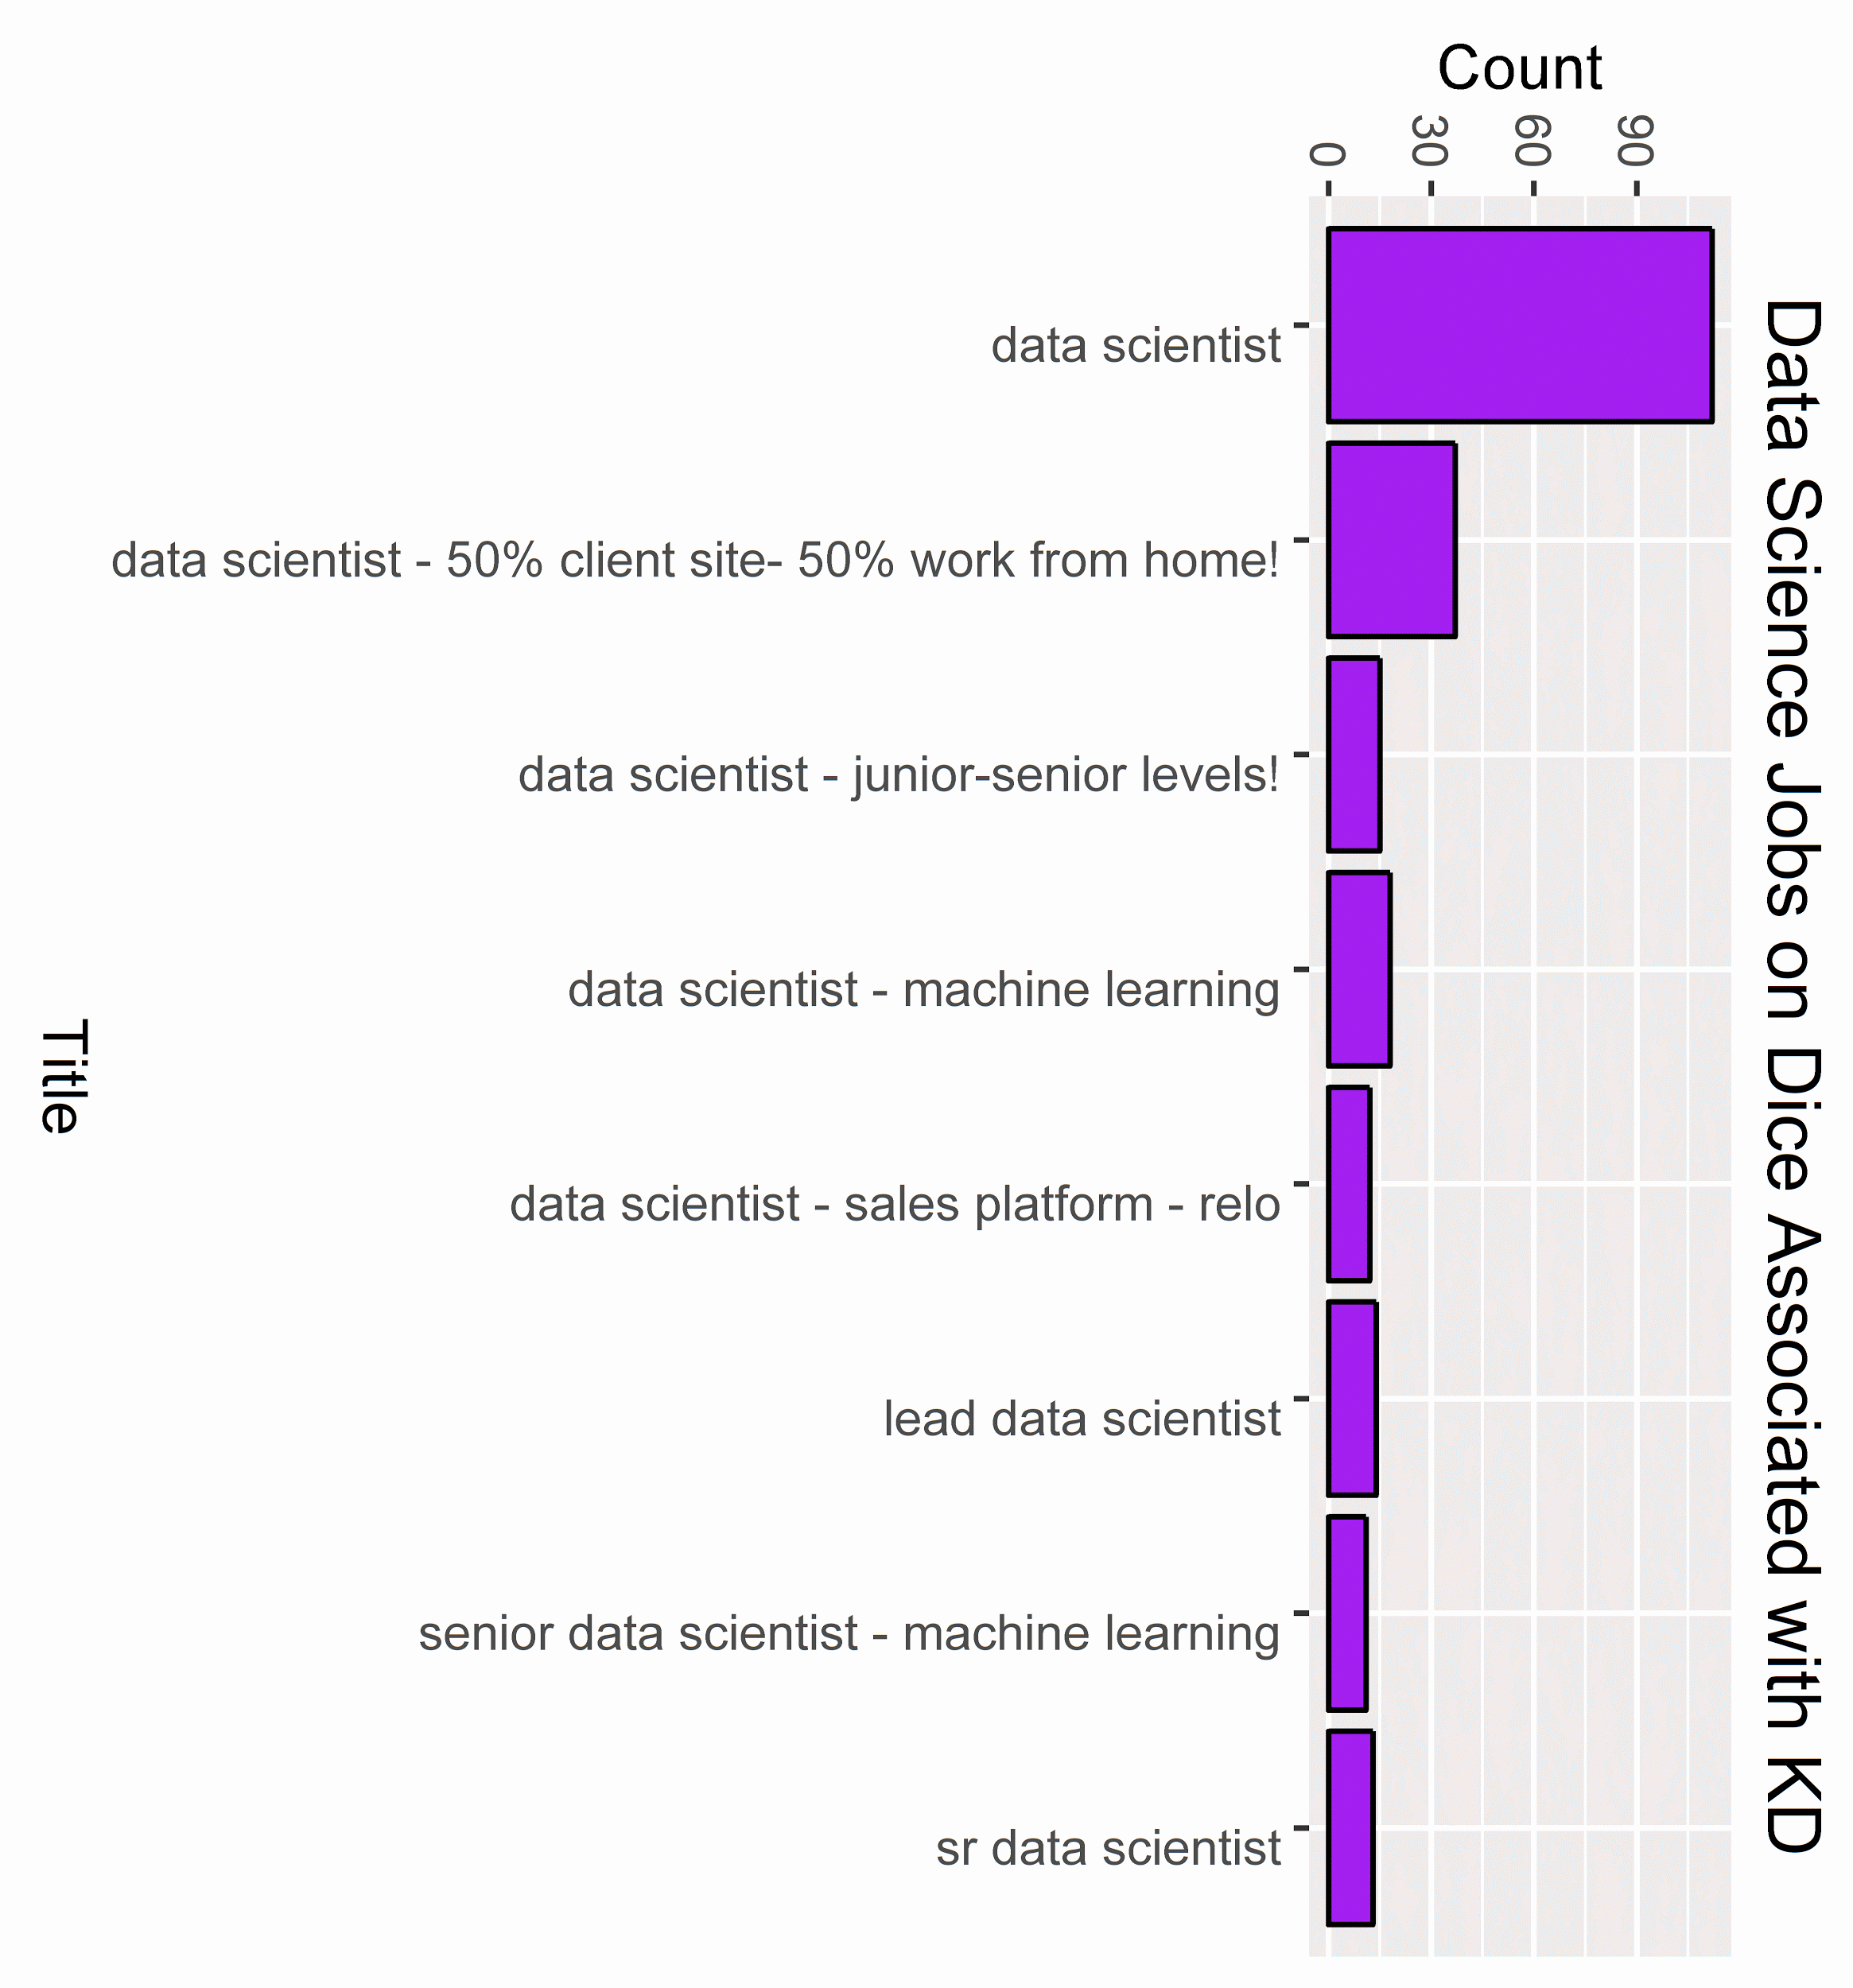 Data Science Jobs on Dice Associated with KD
Count
0
30
60
90
data scientist
data scientist - 50% client site- 50% work from home!
data scientist - junior-senior levels!
data scientist - machine learning
data scientist - sales platform - relo
lead data scientist
senior data scientist - machine learning
sr data scientist
Title